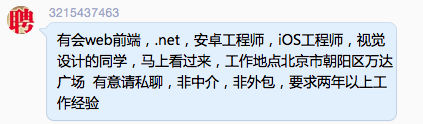 聘
3215437463
有会web前端，.net，安卓工程师，iOS工程师，视觉
设计的同学，马上看过来，工作地点北京市朝阳区万达
广场 有意请私聊，非中介，非外包，要求两年以上工
作经验